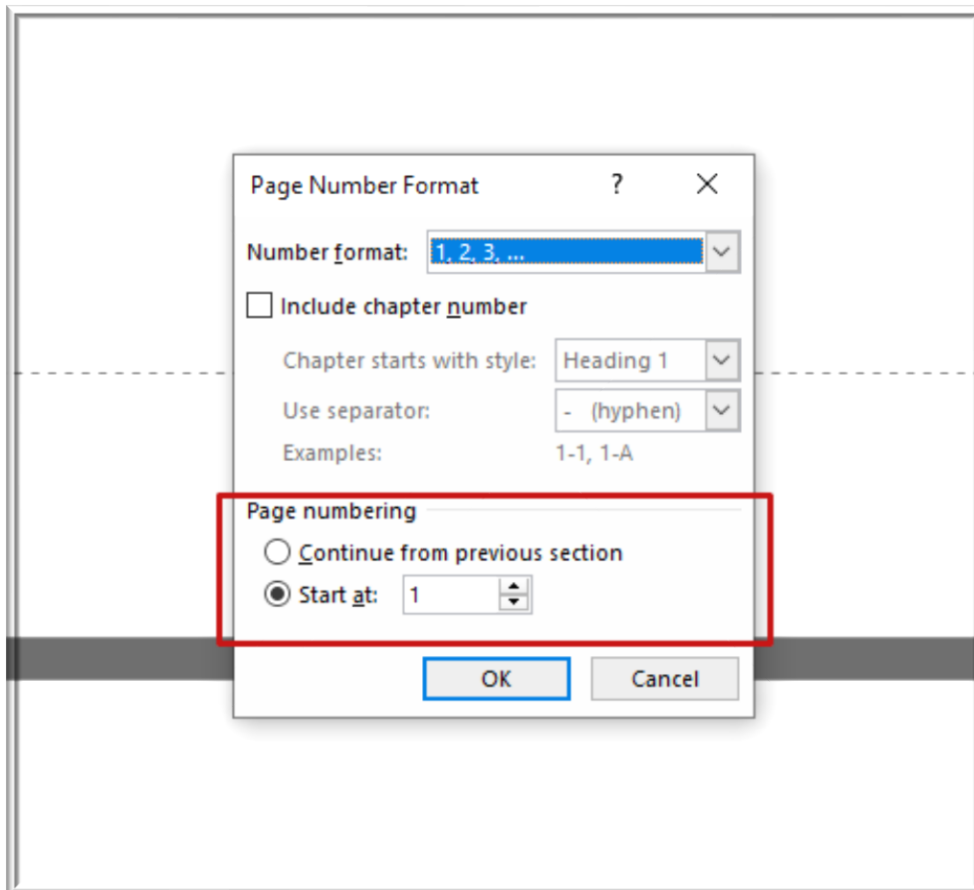 Page Number Format ?
Number format: 1, 2, 3, ...
Include chapter number
Chapter starts with style: Heading 1
Use separator: - (hyphen)
Examples: 1-1, 1-A
Page numbering
Continue from previous section
Start at: 1
OK Cancel